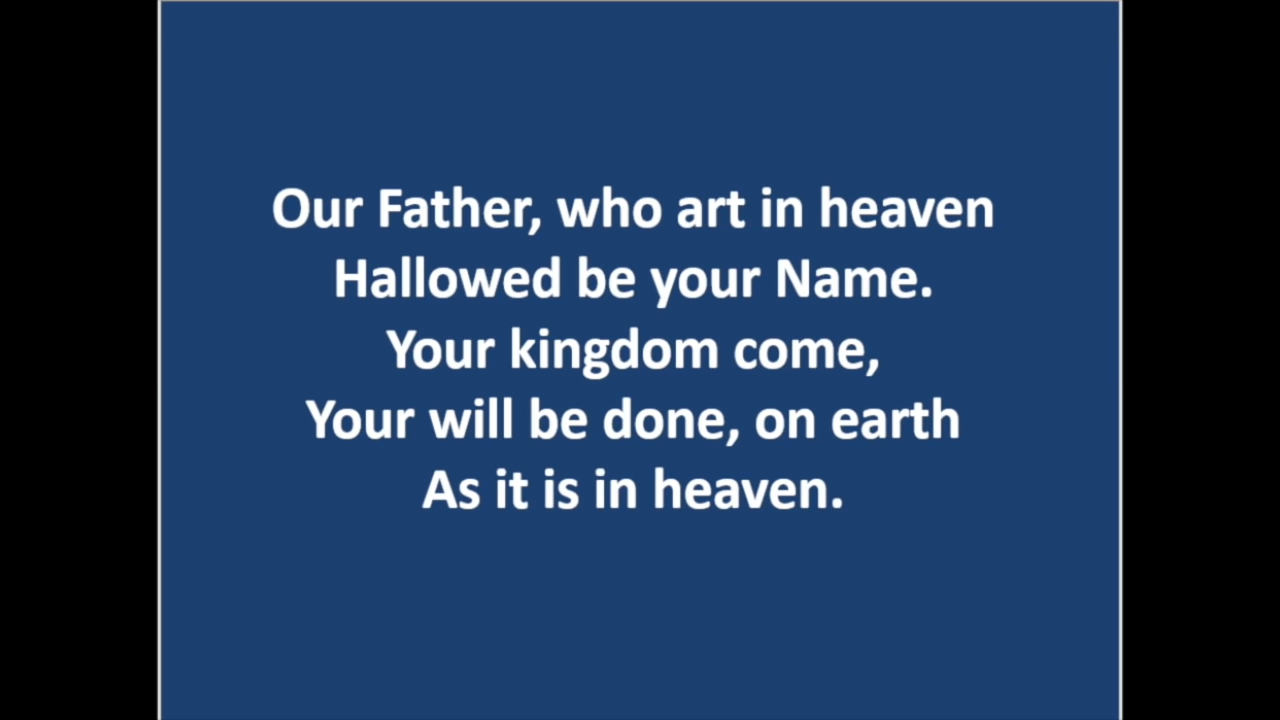 Our Father, who art in heaven
Hallowed be your Name.
Your kingdom come,
Your will be done, on earth
As it is in heaven.